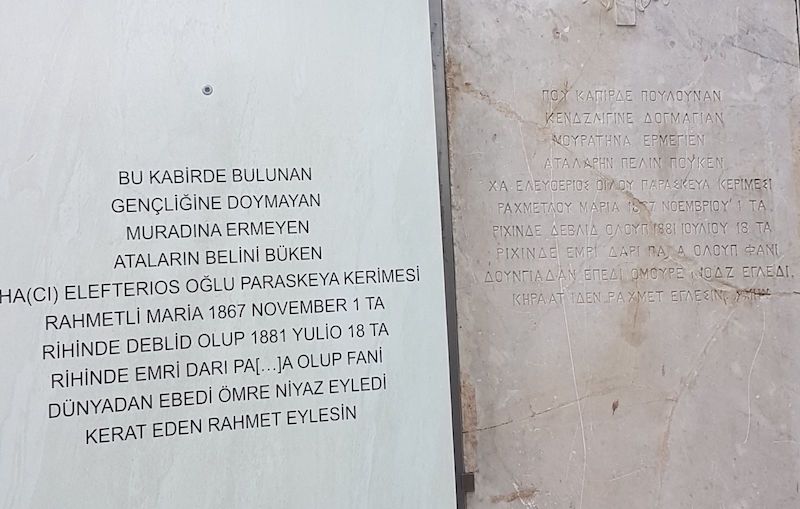 BU KABİRDE BULUNAN
GENÇLİĞİNE DOYMAYAN
MURADINA ERMEYEN
ATALARIN BELİNİ BÜKEN
HA(CI) ELEFTERIOS OĞLU PARASKEYA KERİMESİ
RAHMETLİ MARİA 1867 NOVEMBER 1 TA
RİHİNDE DEBLİD OLUP 1881 YULİO 18 TA
RİHİNDE EMRİ DARI PA[...]A OLUP FANİ
DÜNYADAN EBEDİ ÖMRE NİYAZ EYLEDİ
KERAT EDEN RAHMET EYLESİN
ΠΟΥ ΚΑΠΙΡΔΕ ΠΟΥΛΟΥΝΑΝ
ΚΕΝΔΖΛΙΓΙΝΕ ΔΟΓΜΑΓΙΑΝ
ΜΟΥΡΑΤΗΝΑ ΕΡΜΕΓΙΕΝ
ΑΤΑΛΑΡΗΝ ΠΕΛΙΝ ΠΟΥΚΕΝ
ΧΑ ΕΛΕΥΘΕΡΙΟΣ ΟΓΛΟΥ ΠΑΡΑΣΚΕΥΑ ΚΕΡΙΜΕΣΙ
ΡΑΧΜΕΤΛΟΥ ΜΑΡΙΑ 1867 ΝΟΕΜΒΡΙΟΥ 1 ΤΑ
ΡΙΧΙΝΔΕ ΔΕΒΛΙΔ ΟΛΟΥΠ 1881 ΙΟΥΛΙΟΥ 18 ΤΑ
ΡΙΧΙΝΔΕ ΕΜΡΙ ΔΑΡΙ ΟΛΟΥΠ ΦΑΝΙ
ΔΟΥΝΓΙΑΔΑΝ ΕΠΕΔΙ ΟΜΟΥΡΕ ΕΓΛΕΔΙ
ΚΗΡΑΑΤ ΙΔΕΝ ΡΑΧΜΕΤ ΕΓΛΕΣΙΝ